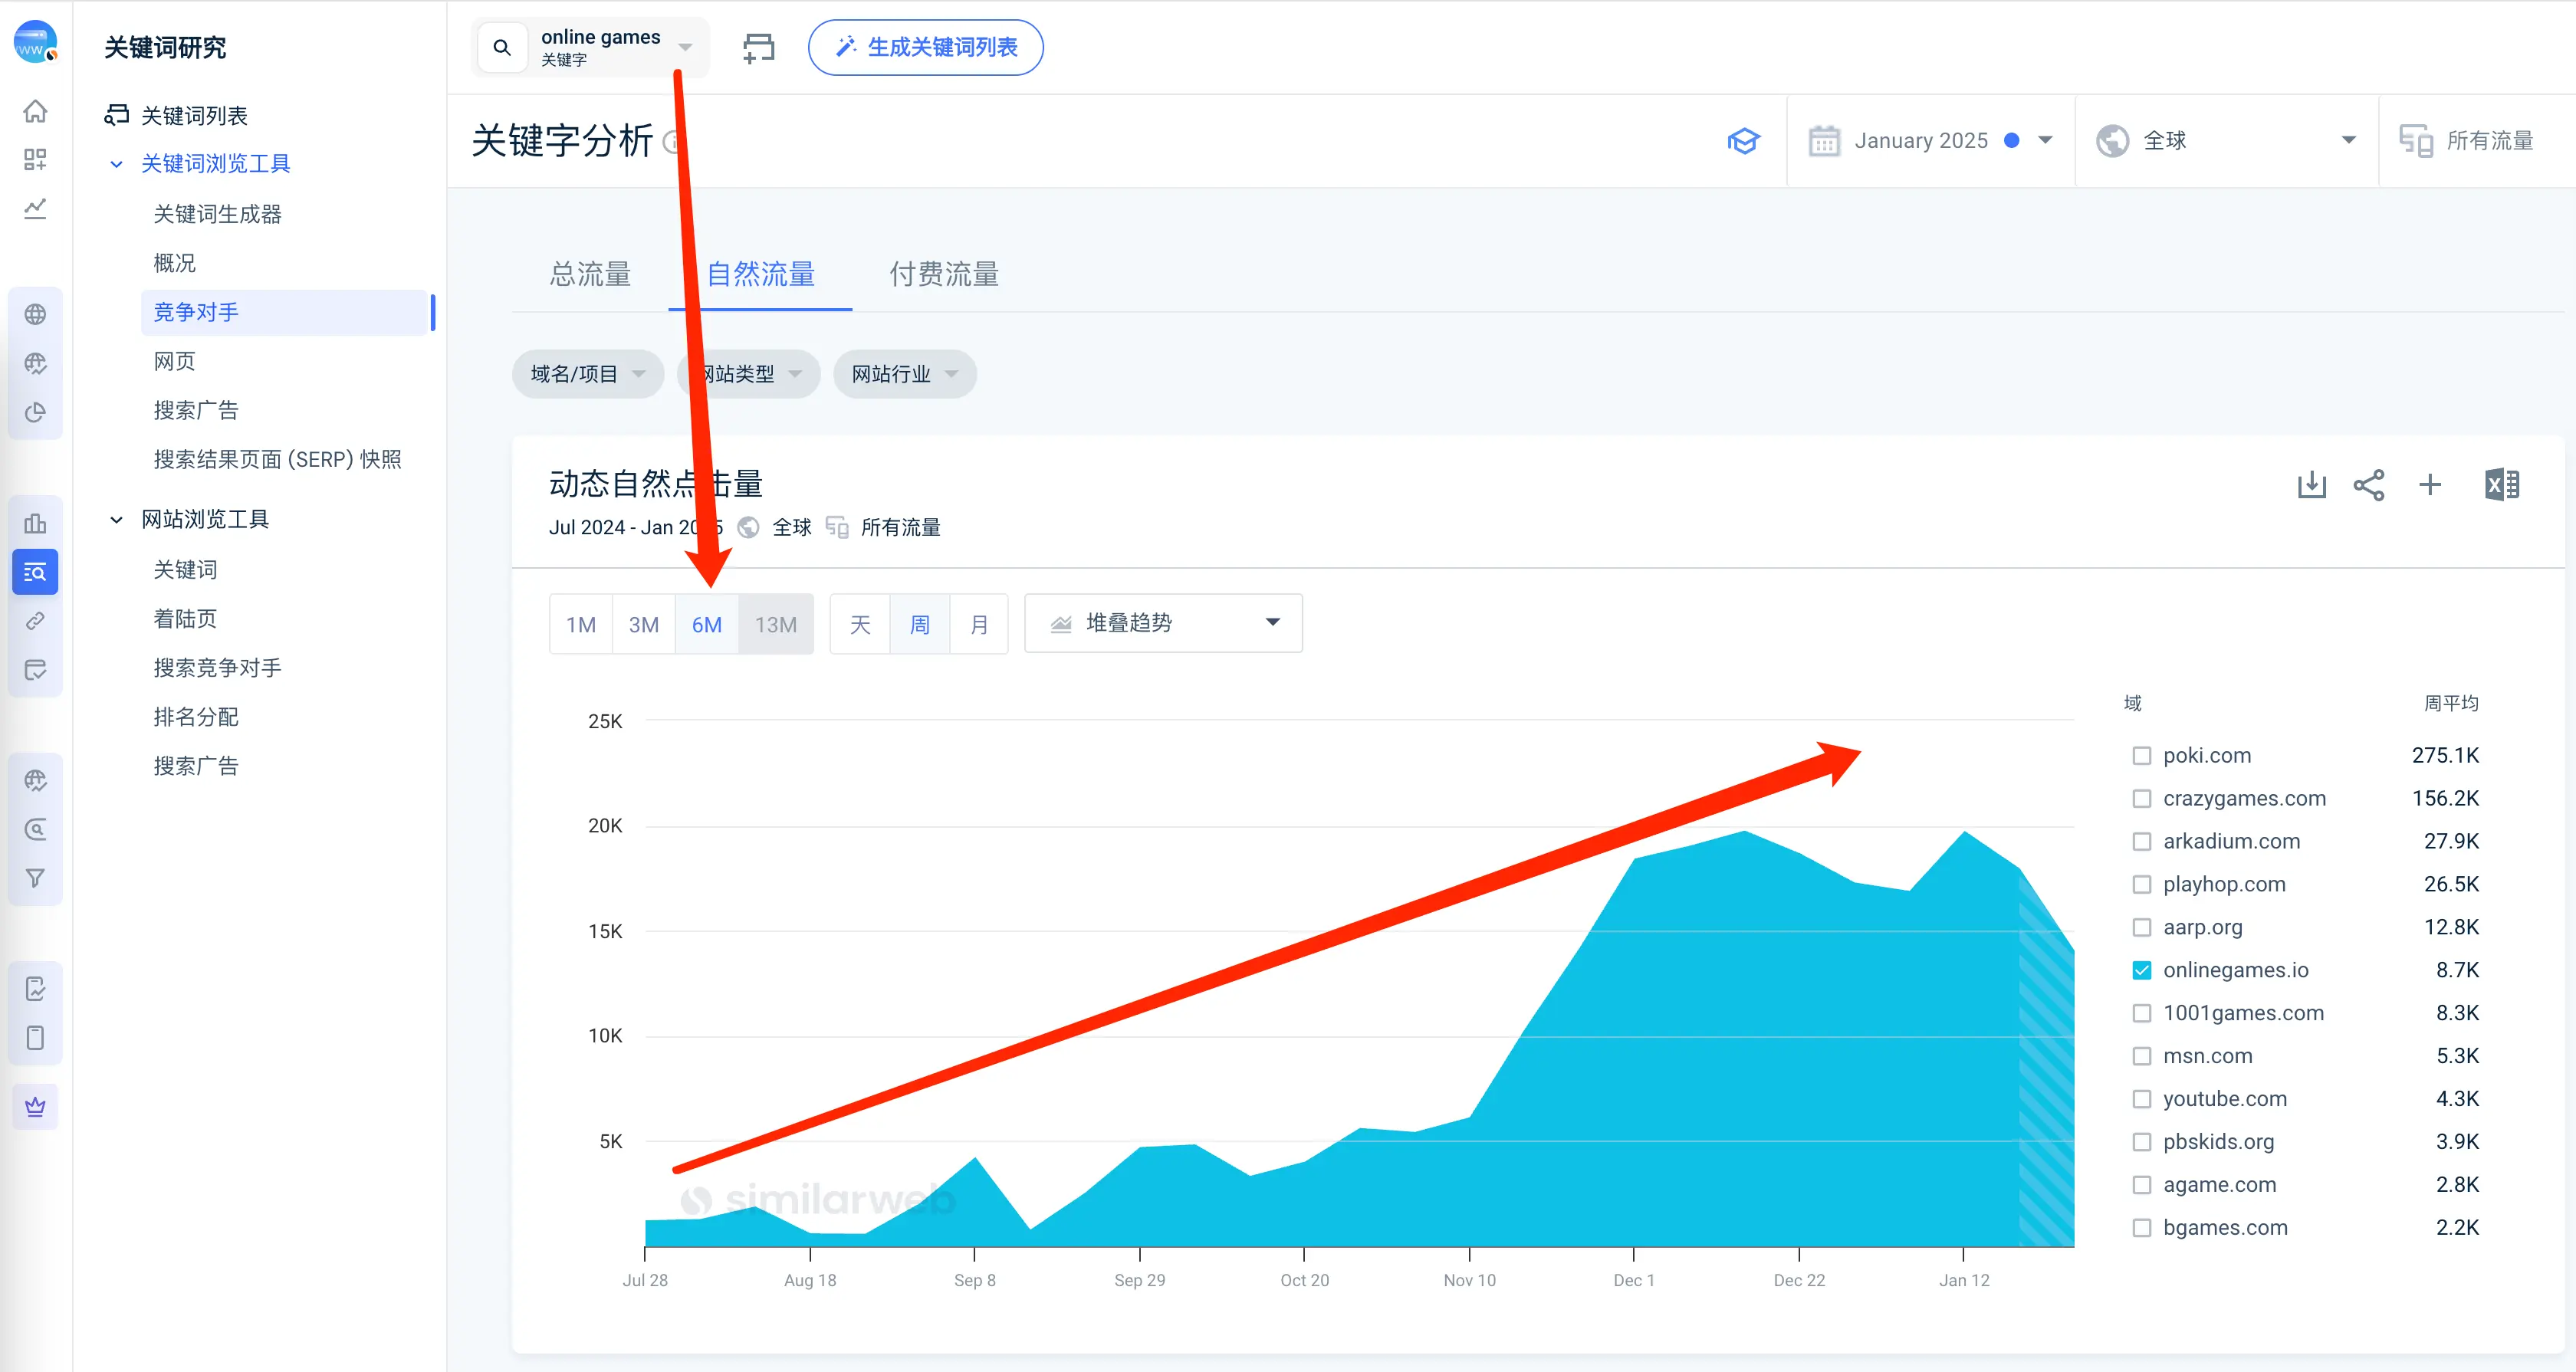 www
关键词研究
关键词列表
关键词浏览工具
关键词生成器
概况
竞争对手
网页
搜索广告
搜索结果页面 (SERP) 快照
网站浏览工具
关键词
着陆页
搜索竞争对手
排名分配
搜索广告
online games
关键字
生成关键词列表
关键字分析
January 2025
全球
所有流量
总流量
自然流量
付费流量
域名/项目
网站类型
网站行业
动态自然点击量
Jul 2024 - Jan 2025 全球 所有流量
1M 3M 6M 13M 天 周 月 堆叠趋势
25K
20K
15K
10K
5K
similarweb
Jul 28 Aug 18 Sep 8 Sep 29 Oct 20 Nov 10 Dec 1 Dec 22 Jan 12
域 周平均
poki.com 275.1K
crazygames.com 156.2K
arkadium.com 27.9K
playhop.com 26.5K
aarp.org 12.8K
onlinegames.io 8.7K
1001games.com 8.3K
msn.com 5.3K
youtube.com 4.3K
pbskids.org 3.9K
agame.com 2.8K
bgames.com 2.2K